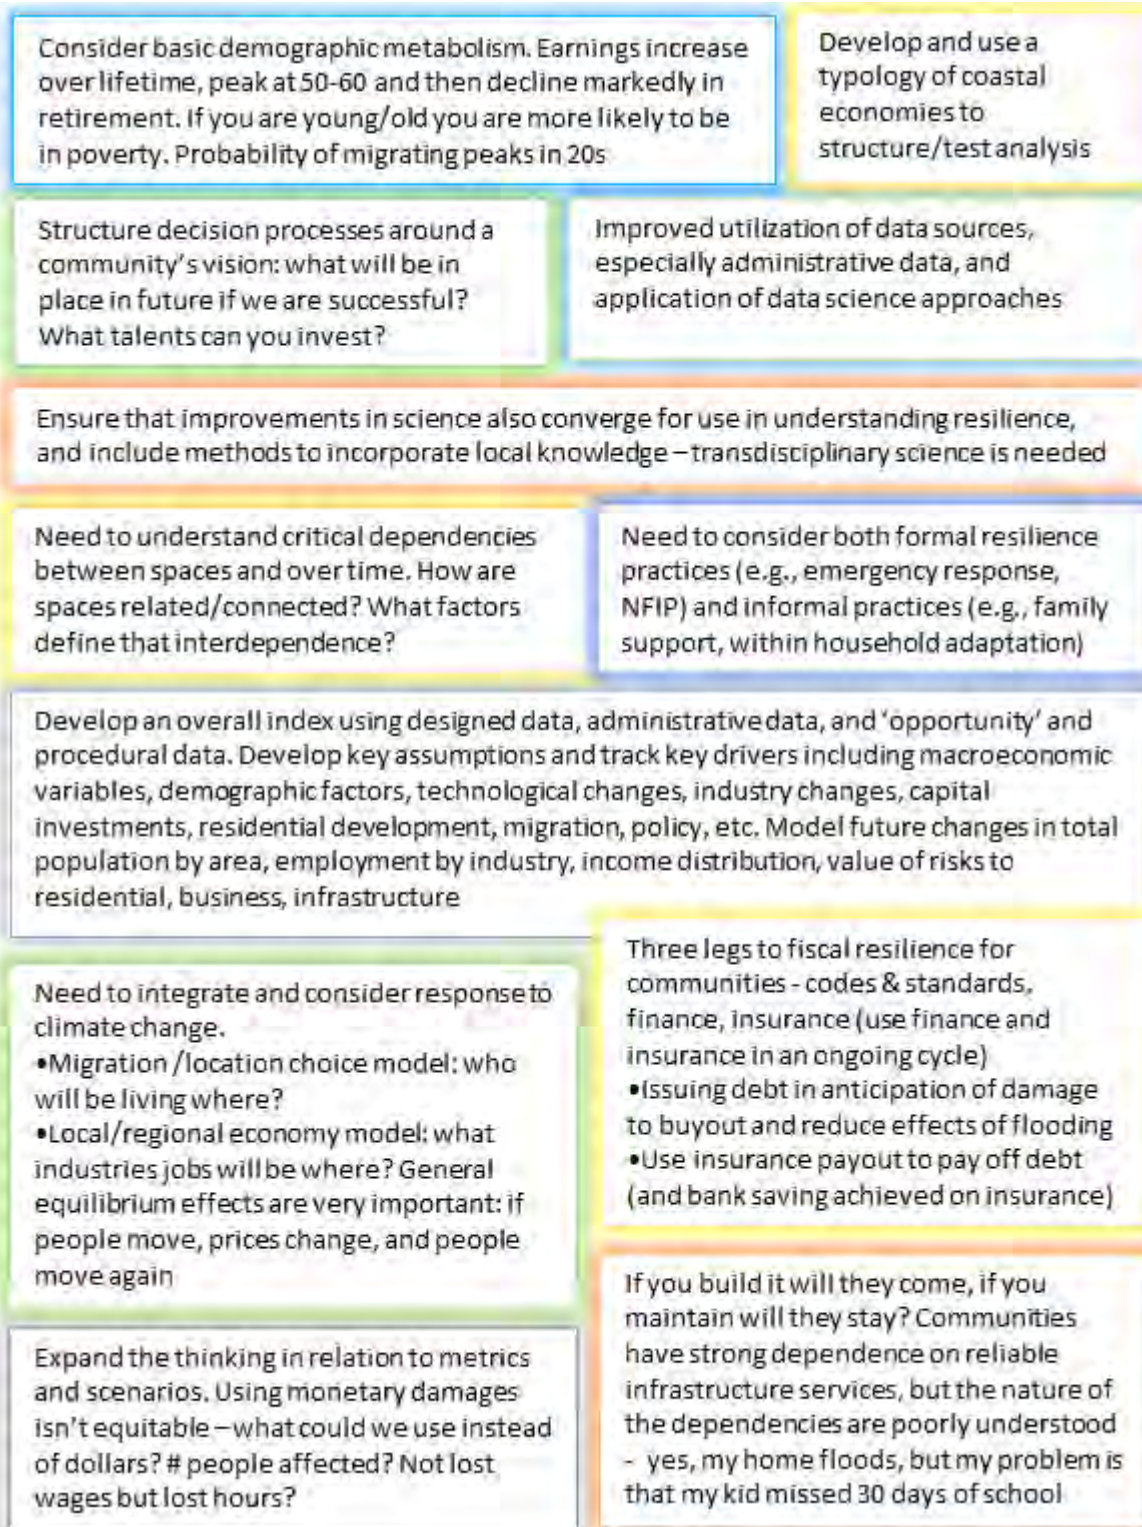 Consider basic demographic metabolism. Earnings increase
over lifetime, peak at 50-60 and then decline markedly in
retirement. If you are young/old you are more likely to be
in poverty. Probability of migrating peaks in 20s
Develop and use a
typology of coastal
economies to
structure/test analysis
Structure decision processes around a
community's vision: what will be in
place in future if we are successful?
What talents can you invest?
Improved utilization of data sources,
especially administrative data, and
application of data science approaches
Ensure that improvements in science also converge for use in understanding resilience,
and include methods to incorporate local knowledge – transdisciplinary science is needed
Need to understand critical dependencies
between spaces and over time. How are
spaces related/connected? What factors
define that interdependence?
Need to consider both formal resilience
practices (e.g., emergency response,
NFIP) and informal practices (e.g., family
support, within household adaptation)
Develop an overall index using designed data, administrative data, and 'opportunity' and
procedural data. Develop key assumptions and track key drivers including macroeconomic
variables, demographic factors, technological changes, industry changes, capital
investments, residential development, migration, policy, etc. Model future changes in total
population by area, employment by industry, income distribution, value of risks to
residential, business, infrastructure
Need to integrate and consider response to
climate change.
•Migration /location choice model: who
will be living where?
•Local/regional economy model: what
industries jobs will be where? General
equilibrium effects are very important: if
people move, prices change, and people
move again
Three legs to fiscal resilience for
communities - codes & standards,
finance, insurance (use finance and
insurance in an ongoing cycle)
•Issuing debt in anticipation of damage
to buyout and reduce effects of flooding
•Use insurance payout to pay off debt
(and bank saving achieved on insurance)
Expand the thinking in relation to metrics
and scenarios. Using monetary damages
isn't equitable – what could we use instead
of dollars? # people affected? Not lost
wages but lost hours?
If you build it will they come, if you
maintain will they stay? Communities
have strong dependence on reliable
infrastructure services, but the nature of
the dependencies are poorly understood
- yes, my home floods, but my problem is
that my kid missed 30 days of school